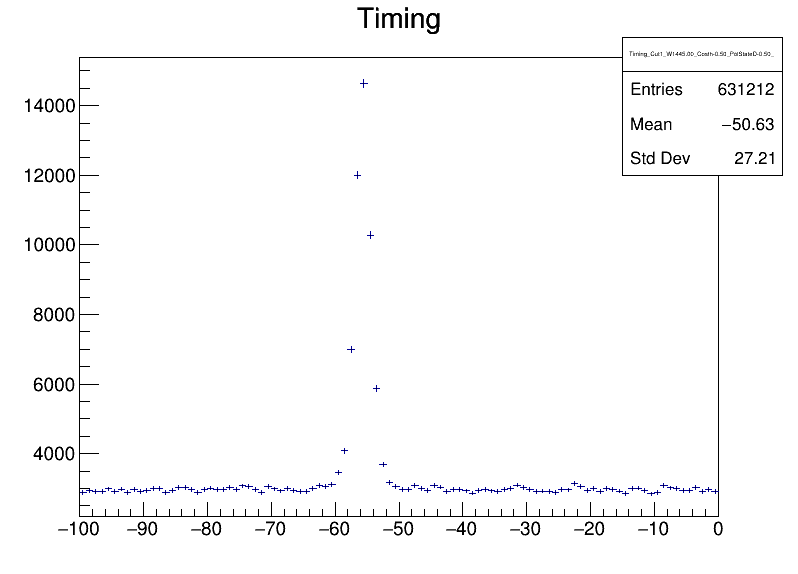 Timing
Timing_Cut1_W1445.00_Costh-0.50_PolStateD-0.50_
Entries 631212
Mean −50.63
Std Dev 27.21
14000
12000
10000
8000
6000
4000
−100 −90 −80 −70 −60 −50 −40 −30 −20 −10 0